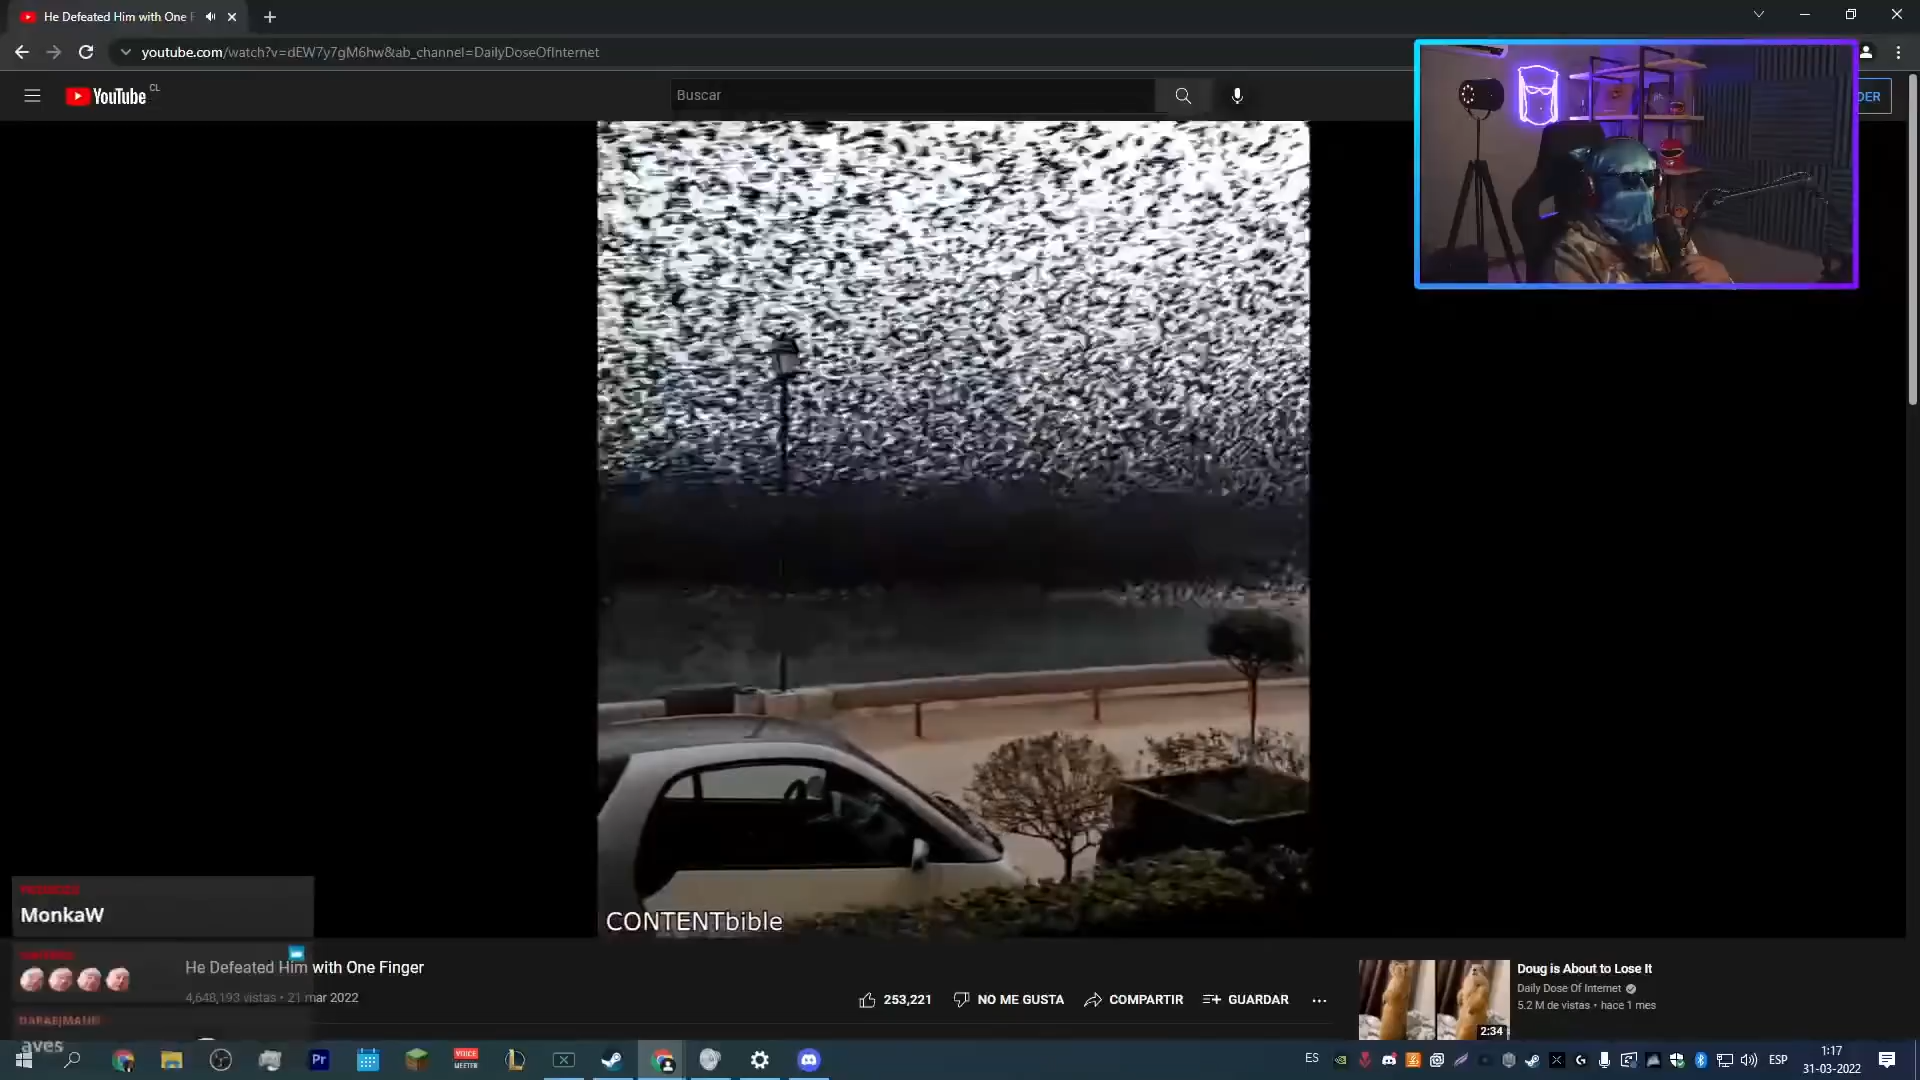 He Defeated Him with One F
youtube.com/watch?v=dEW7y7gM6hw&ab_channel=DailyDoseOfInternet
YouTube CL
Buscar
DER
CONTENTbible
MonkaW
He Defeated Him with One Finger
4,648,193 vistas • 21 mar 2022
253,221
NO ME GUSTA
COMPARTIR
GUARDAR
Doug is About to Lose It
Daily Dose Of Internet
5.2 M de vistas • hace 1 mes
2:34
aves
Pr
VOICE
MEETER
ES
ESP
1:17
31-03-2022